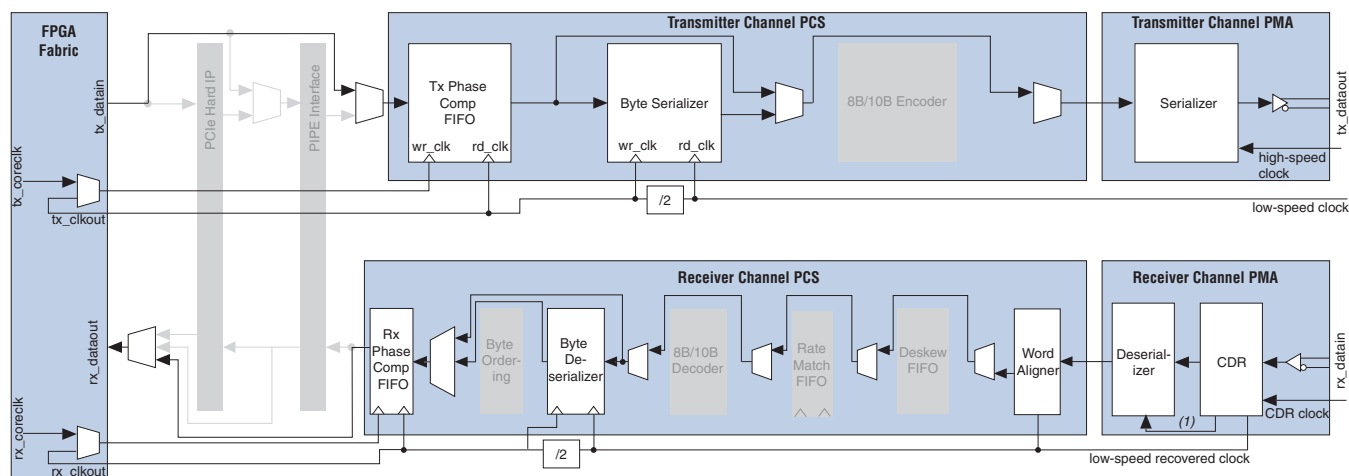 FPGA
Fabric
Transmitter Channel PCS
Transmitter Channel PMA
tx_datain
PCIe Hard IP
PIPE Interface
Tx Phase
Comp
FIFO
wr_clk
rd_clk
Byte Serializer
wr_clk
rd_clk
8B/10B Encoder
Serializer
tx_dataout
high-speed
clock
tx_coreclk
tx_clkout
/2
low-speed clock
Receiver Channel PCS
Receiver Channel PMA
rx_dataout
Rx
Phase
Comp
FIFO
Byte
Order-
ing
Byte
De-
serializer
8B/10B
Decoder
Rate
Match
FIFO
Deskew
FIFO
Word
Aligner
Deserial-
izer
CDR
rx_datain
CDR clock
(1)
rx_coreclk
rx_clkout
/2
low-speed recovered clock